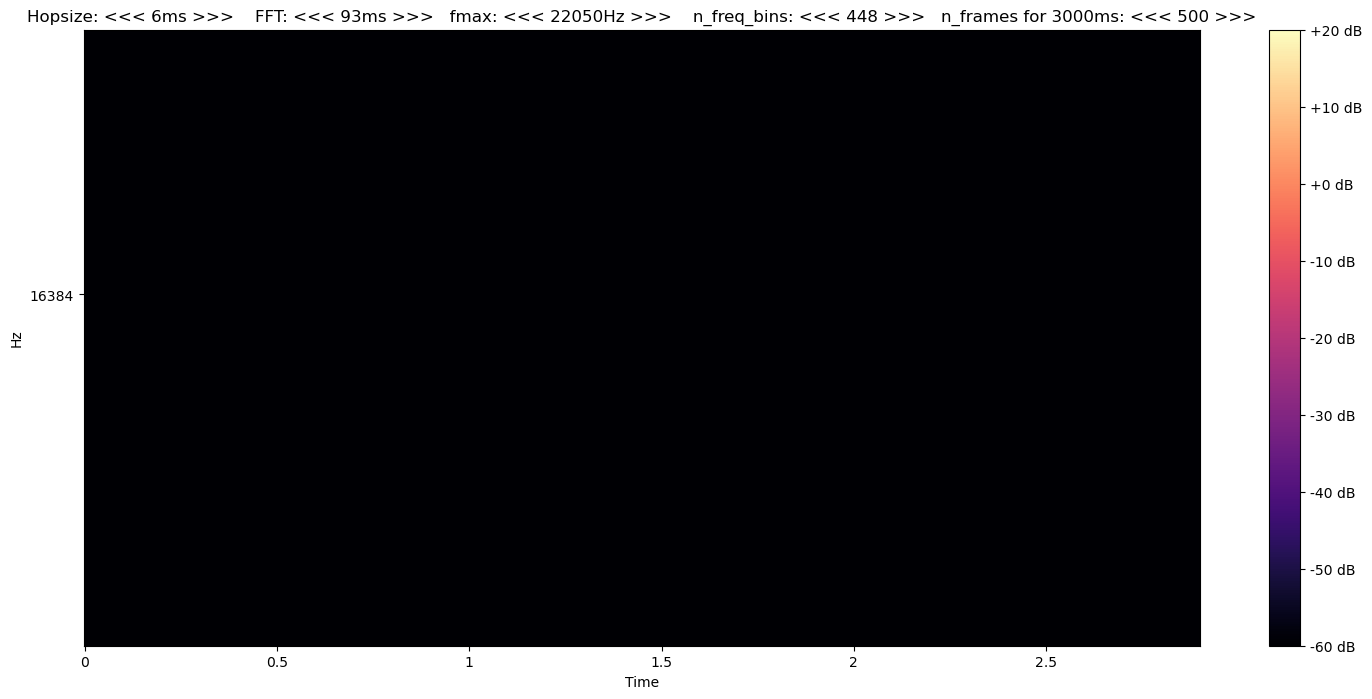 Hopsize: <<< 6ms >>>    FFT: <<< 93ms >>>   fmax: <<< 22050Hz >>>    n_freq_bins: <<< 448 >>>   n_frames for 3000ms: <<< 500 >>>
+20 dB
+10 dB
+0 dB
-10 dB
-20 dB
-30 dB
-40 dB
-50 dB
-60 dB
16384
Hz
0 0.5 1 1.5 2 2.5
Time